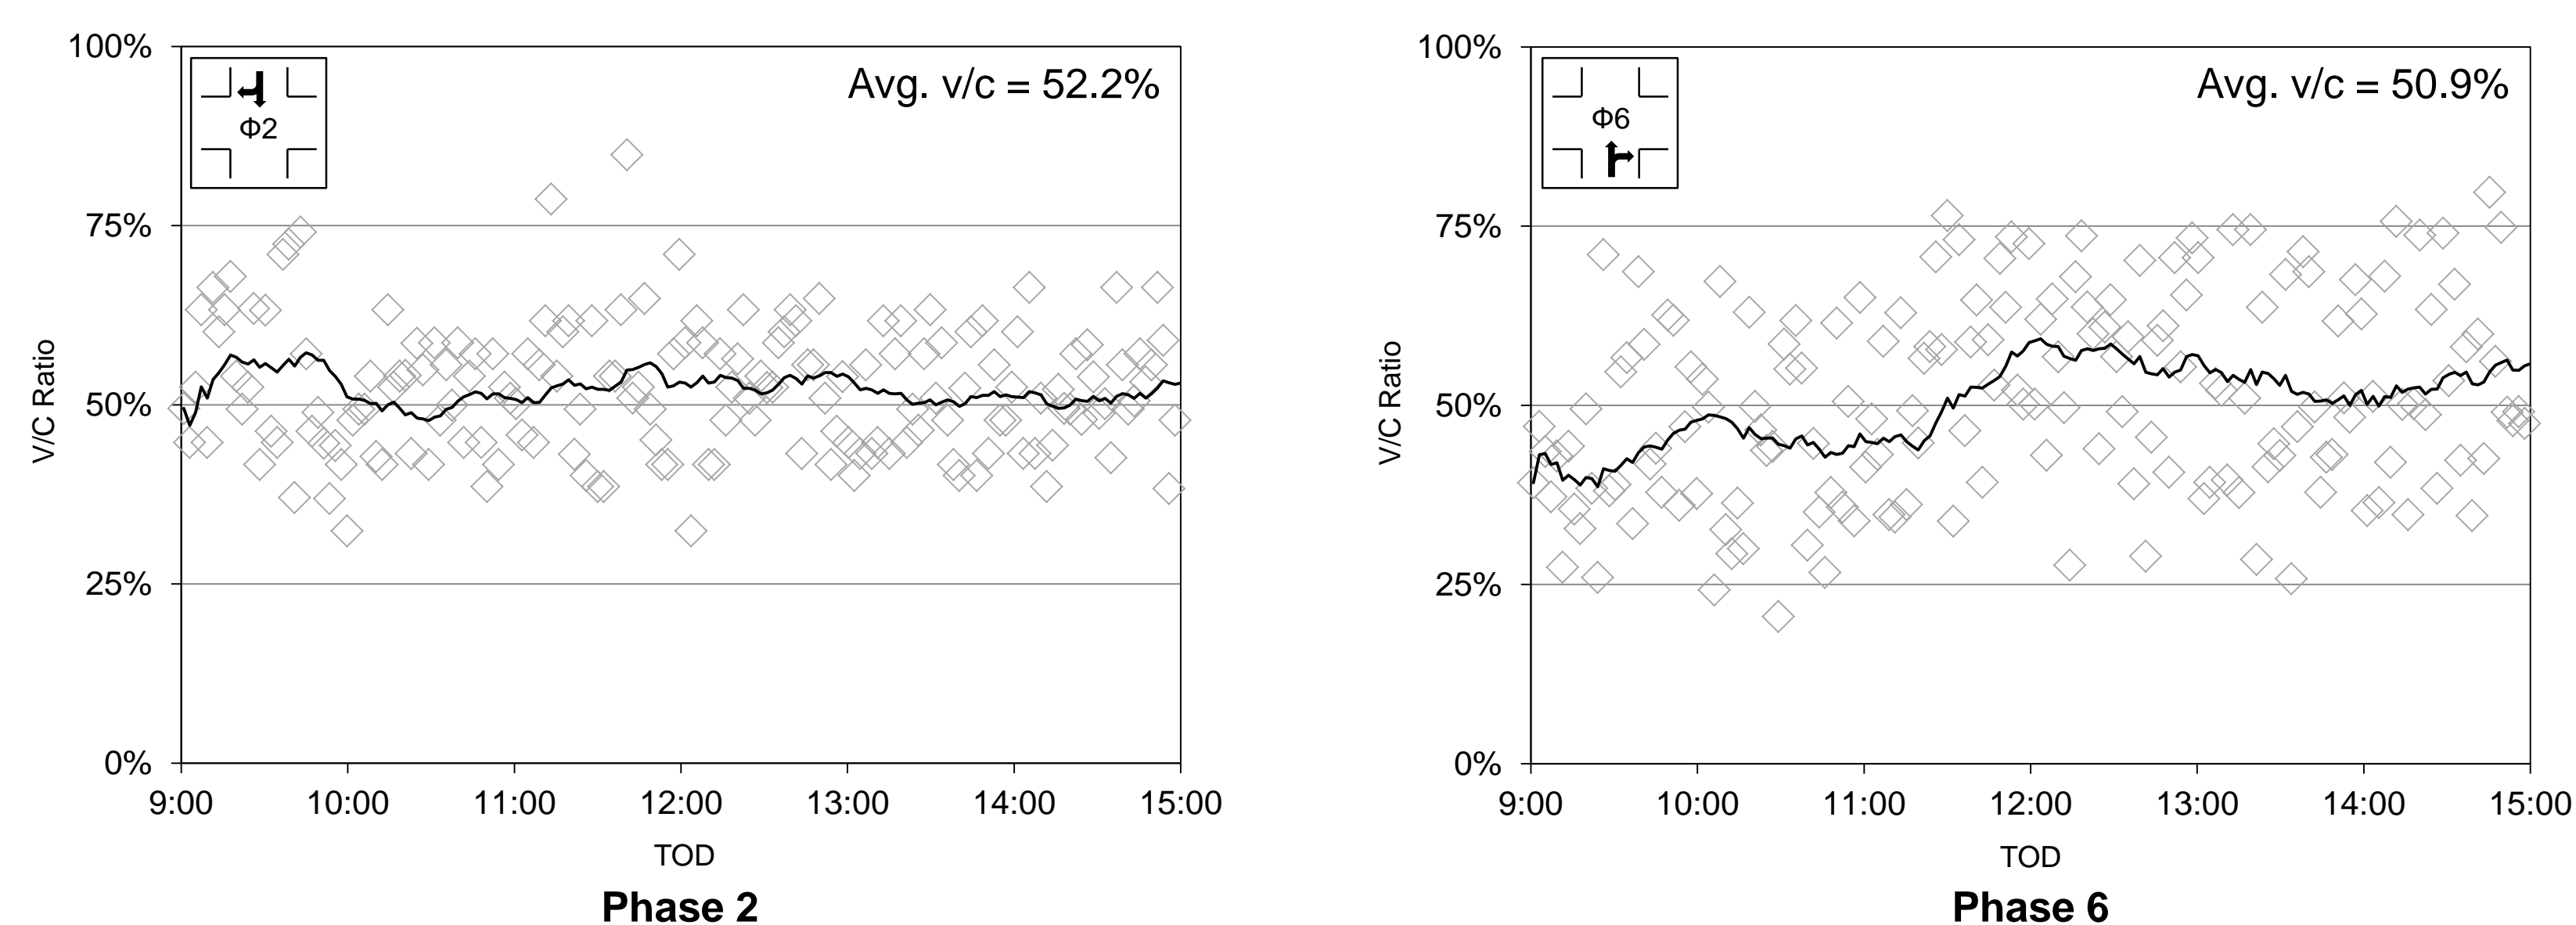 100%
Avg. v/c = 52.2%
Φ2
75%
50%
25%
0%
V/C Ratio
9:00 10:00 11:00 12:00 13:00 14:00 15:00
TOD
Phase 2
100%
Avg. v/c = 50.9%
Φ6
75%
50%
25%
0%
V/C Ratio
9:00 10:00 11:00 12:00 13:00 14:00 15:00
TOD
Phase 6